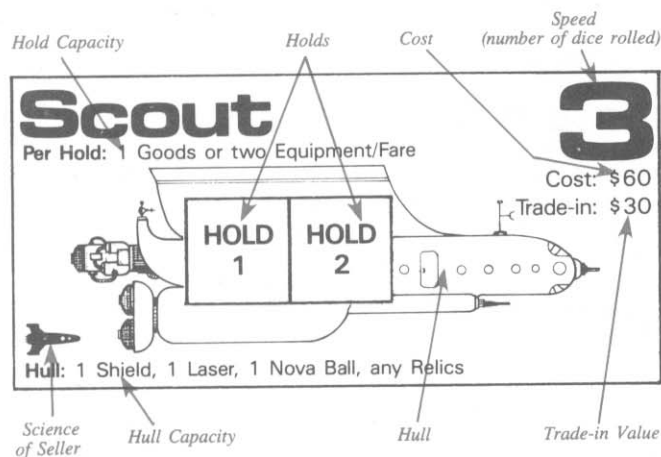 Speed
(number of dice rolled)
Hold Capacity
Holds
Cost
Scout
3
Per Hold: 1 Goods or two Equipment/Fare
Cost: $60
Trade-in: $30
HOLD
1
HOLD
2
Hull: 1 Shield, 1 Laser, 1 Nova Ball, any Relics
Science
of Seller
Hull Capacity
Hull
Trade-in Value